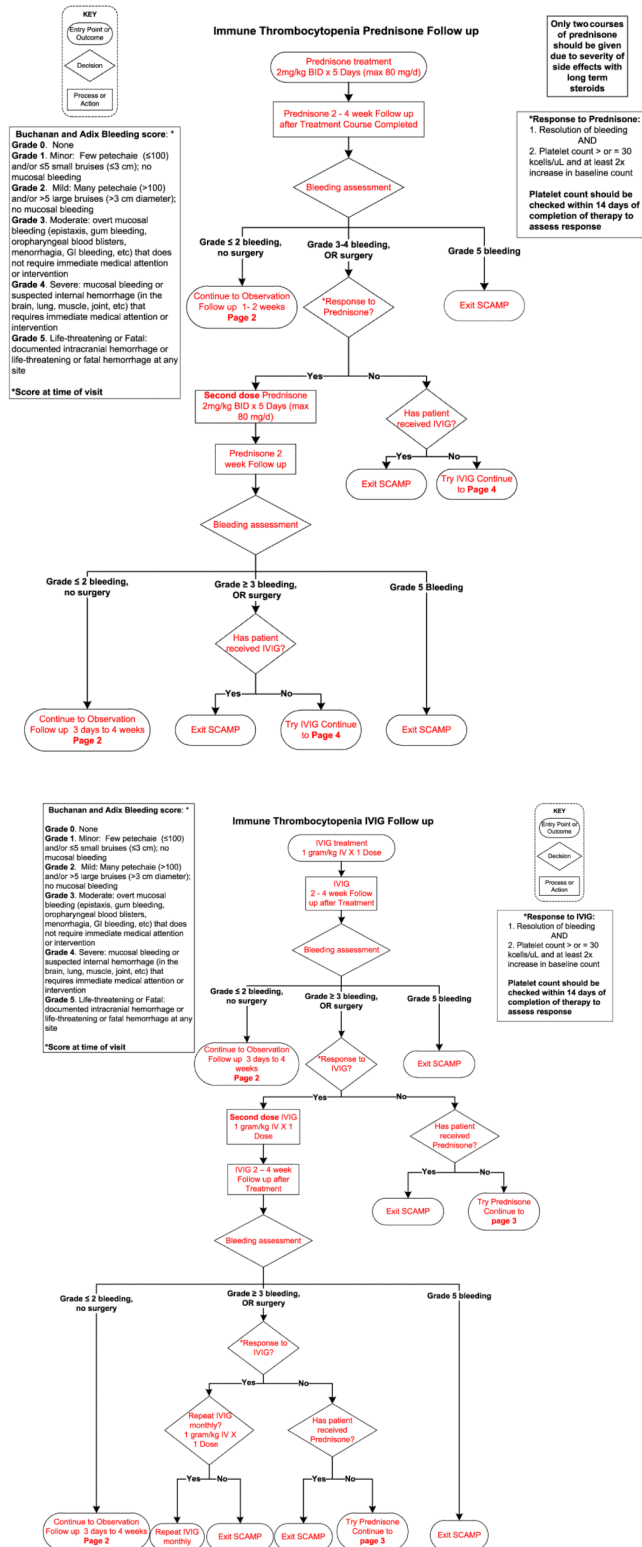 KEY
Entry Point or
Outcome
Decision
Process or
Action
Immune Thrombocytopenia Prednisone Follow up
Only two courses
of prednisone
should be given
due to severity of
side effects with
long term
steroids
Buchanan and Adix Bleeding score: *
Grade 0. None
Grade 1. Minor: Few petechaie (≤100)
and/or ≤5 small bruises (≤3 cm); no
mucosal bleeding
Grade 2. Mild: Many petechaie (>100)
and/or >5 large bruises (>3 cm diameter);
no mucosal bleeding
Grade 3. Moderate: overt mucosal
bleeding (epistaxis, gum bleeding,
oropharyngeal blood blisters,
menorrhagia, GI bleeding, etc) that does
not require immediate medical attention
or intervention
Grade 4. Severe: mucosal bleeding or
suspected internal hemorrhage (in the
brain, lung, muscle, joint, etc) that
requires immediate medical attention or
intervention
Grade 5. Life-threatening or Fatal:
documented intracranial hemorrhage or
life-threatening or fatal hemorrhage at any
site
*Score at time of visit
*Response to Prednisone:
1. Resolution of bleeding
AND
2. Platelet count > or = 30
kcells/uL and at least 2x
increase in baseline count
Platelet count should be
checked within 14 days of
completion of therapy to
assess response
Prednisone treatment
2mg/kg BID x 5 Days (max 80 mg/d)
Prednisone 2 - 4 week Follow up
after Treatment Course Completed
Bleeding assessment
Grade ≤ 2 bleeding,
no surgery
Grade 3-4 bleeding,
OR surgery
Grade 5 bleeding
Continue to Observation
Follow up 1- 2 weeks
Page 2
*Response to
Prednisone?
Exit SCAMP
Yes
No
Second dose Prednisone
2mg/kg BID x 5 Days (max
80 mg/d)
Has patient
received IVIG?
Prednisone 2
week Follow up
Yes
No
Exit SCAMP
Try IVIG Continue
to Page 4
Bleeding assessment
Grade ≤ 2 bleeding,
no surgery
Grade ≥ 3 bleeding,
OR surgery
Grade 5 Bleeding
Has patient
received IVIG?
Yes
No
Continue to Observation
Follow up 3 days to 4 weeks
Page 2
Exit SCAMP
Try IVIG Continue
to Page 4
Exit SCAMP
Immune Thrombocytopenia IVIG Follow up
Buchanan and Adix Bleeding score: *
Grade 0. None
Grade 1. Minor: Few petechaie (≤100)
and/or ≤5 small bruises (≤3 cm); no
mucosal bleeding
Grade 2. Mild: Many petechaie (>100)
and/or >5 large bruises (>3 cm diameter);
no mucosal bleeding
Grade 3. Moderate: overt mucosal
bleeding (epistaxis, gum bleeding,
oropharyngeal blood blisters,
menorrhagia, GI bleeding, etc) that does
not require immediate medical attention
or intervention
Grade 4. Severe: mucosal bleeding or
suspected internal hemorrhage (in the
brain, lung, muscle, joint, etc) that
requires immediate medical attention or
intervention
Grade 5. Life-threatening or Fatal:
documented intracranial hemorrhage or
life-threatening or fatal hemorrhage at any
site
*Score at time of visit
KEY
Entry Point or
Outcome
Decision
Process or
Action
*Response to IVIG:
1. Resolution of bleeding
AND
2. Platelet count > or = 30
kcells/uL and at least 2x
increase in baseline count
Platelet count should be
checked within 14 days of
completion of therapy to
assess response
IVIG treatment
1 gram/kg IV X 1 Dose
IVIG
2 - 4 week Follow
up after Treatment
Bleeding assessment
Grade ≤ 2 bleeding,
no surgery
Grade ≥ 3 bleeding,
OR surgery
Grade 5 bleeding
Continue to Observation
Follow up 3 days to 4
weeks
Page 2
*Response to
IVIG?
Exit SCAMP
Yes
No
Second dose IVIG
1 gram/kg IV X 1
Dose
Has patient
received
Prednisone?
IVIG 2 – 4 week
Follow up after
Treatment
Yes
No
Exit SCAMP
Try Prednisone
Continue to
page 3
Bleeding assessment
Grade ≤ 2 bleeding,
no surgery
Grade ≥ 3 bleeding,
OR surgery
Grade 5 bleeding
*Response to
IVIG?
Yes
No
Repeat IVIG
monthly?
1 gram/kg IV X
1 Dose
Has patient
received
Prednisone?
Yes
No
Yes
No
Continue to Observation
Follow up 3 days to 4 weeks
Page 2
Repeat IVIG
monthly
Exit SCAMP
Exit SCAMP
Try Prednisone
Continue to
page 3
Exit SCAMP